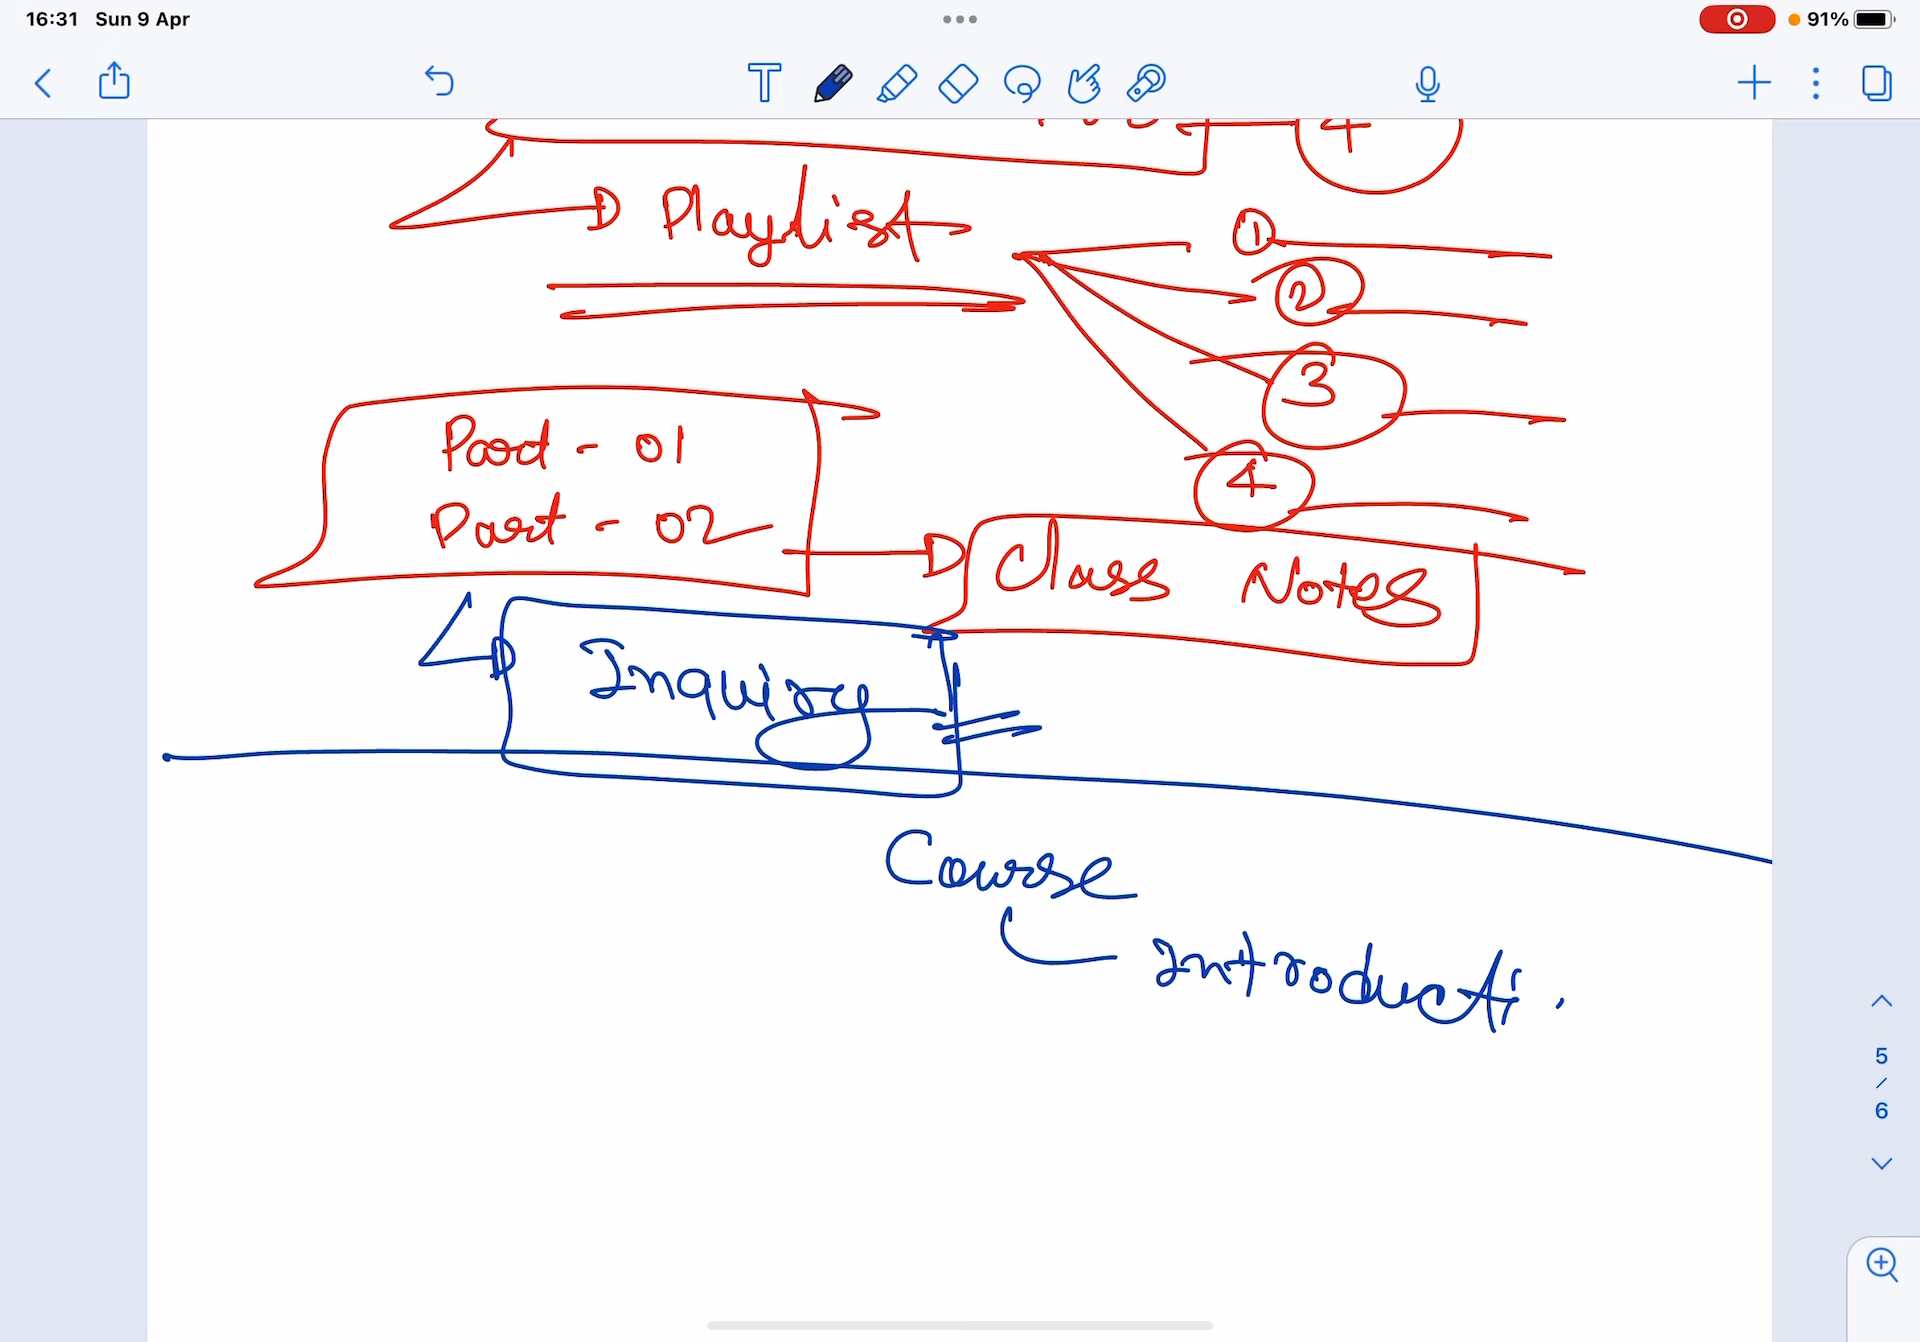 16:31 Sun 9 Apr
91%
4
Playlist
1
2
3
4
Part - 01
Part - 02
Class Notes
Inquiry
Course
Introducti
5
/
6